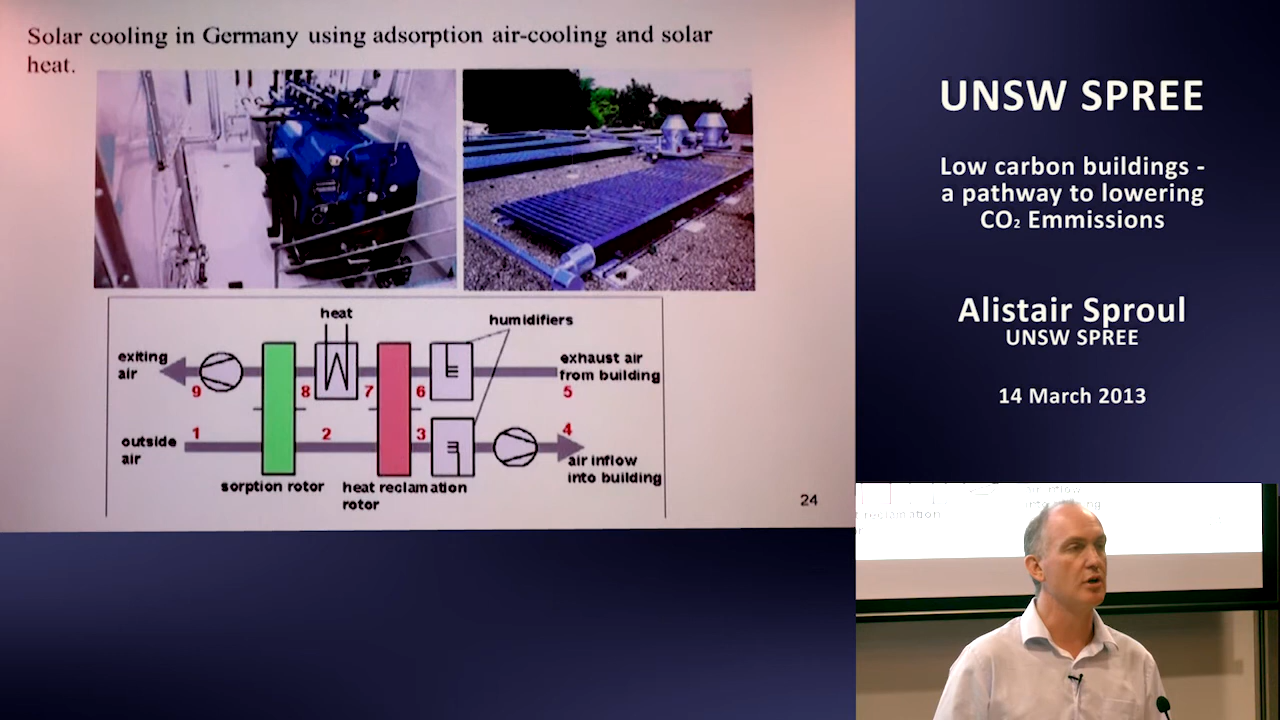 Solar cooling in Germany using adsorption air-cooling and solar
heat.
heat
humidifiers
exiting
air
exhaust air
from building
9
8
7
6
5
1
2
3
4
outside
air
air inflow
into building
sorption rotor
heat reclamation
rotor
24
UNSW SPREE
Low carbon buildings -
a pathway to lowering
CO₂ Emmissions
Alistair Sproul
UNSW SPREE
14 March 2013